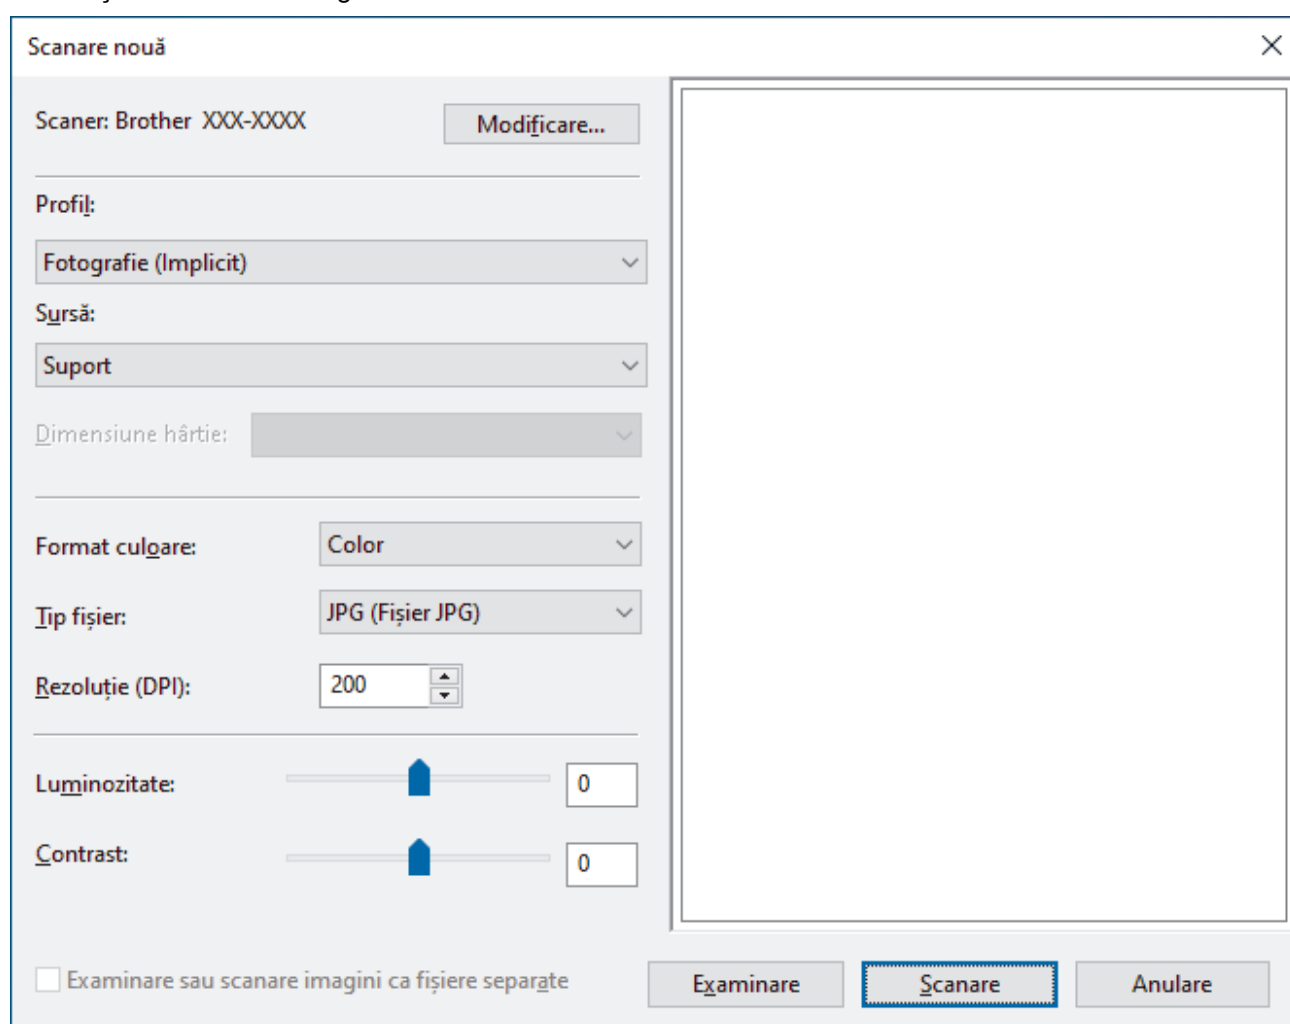 Scanare nouă
Scaner: Brother XXX-XXXX
Modificare...
Profil:
Fotografie (Implicit)
Sursă:
Suport
Dimensiune hârtie:
Format culoare:
Color
Tip fișier:
JPG (Fișier JPG)
Rezoluție (DPI):
200
Luminozitate:
0
Contrast:
0
Examinare sau scanare imagini ca fișiere separate
Examinare
Scanare
Anulare